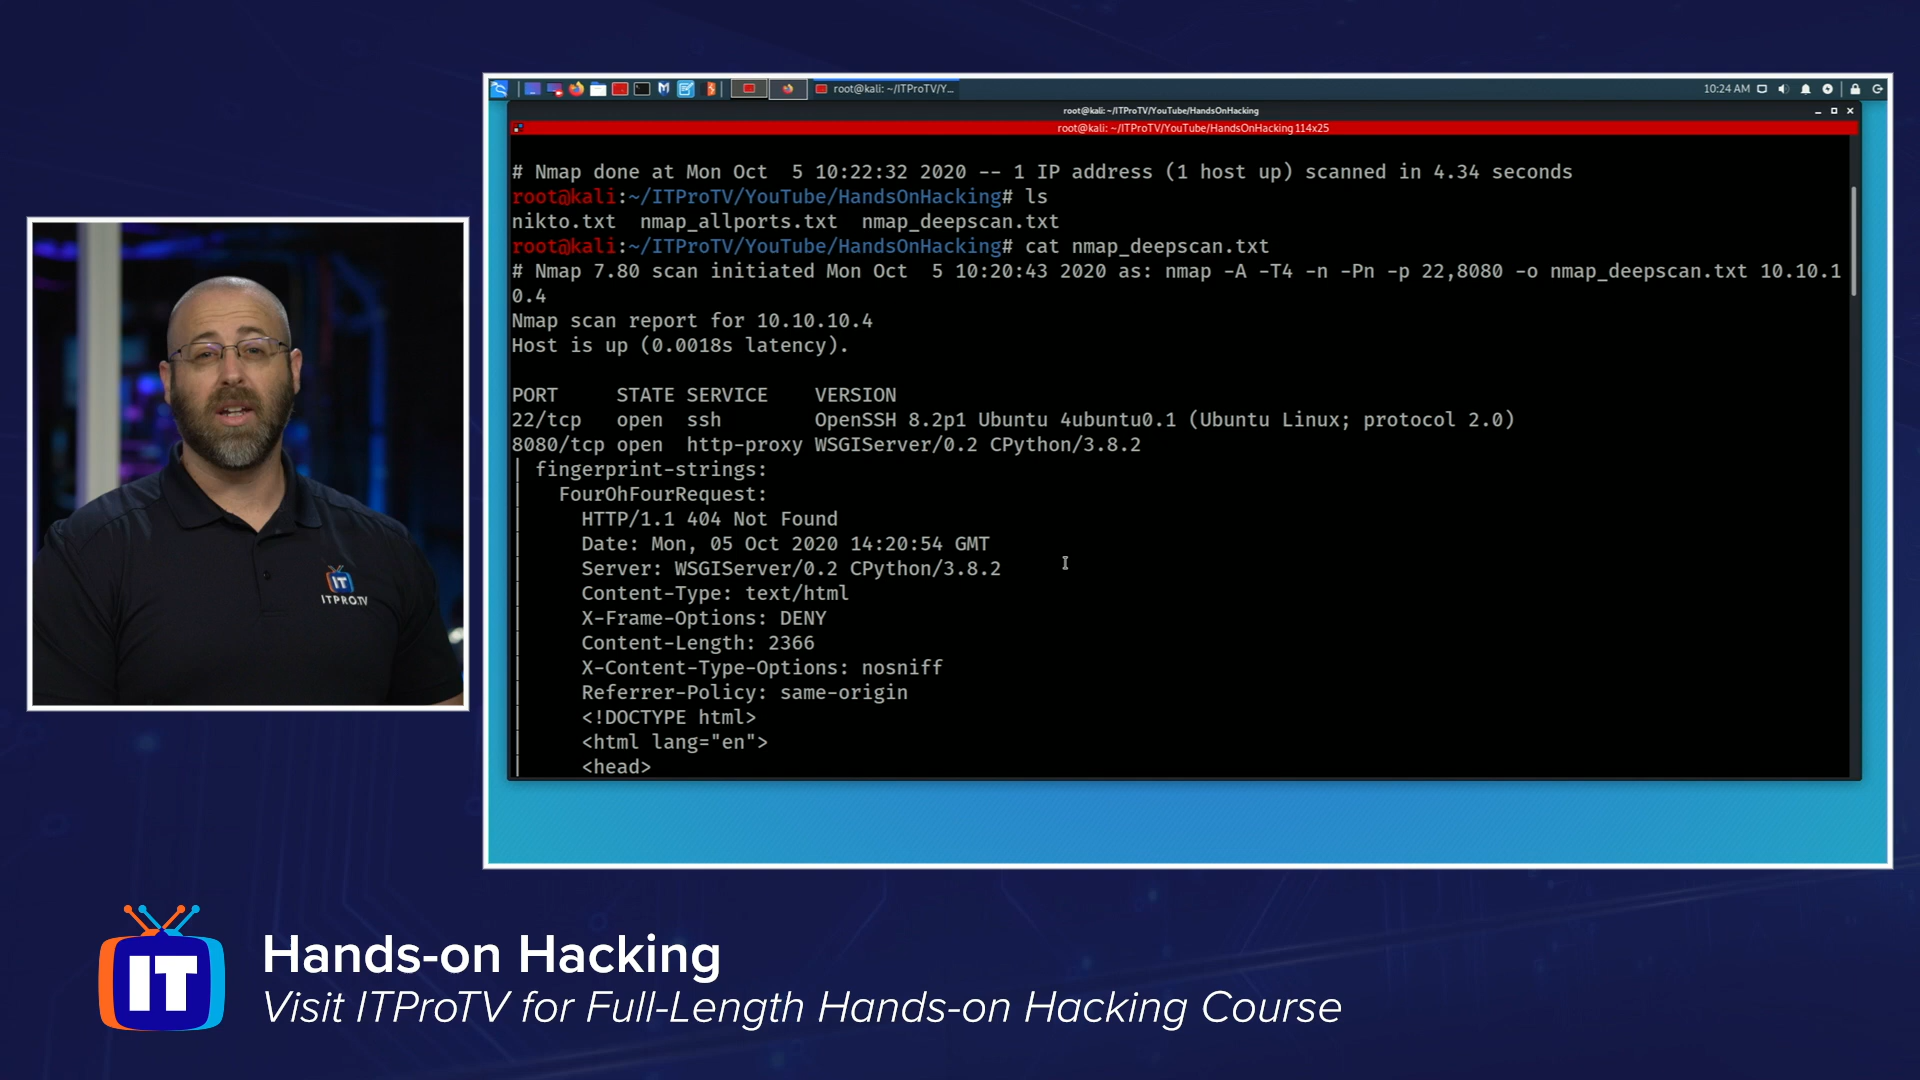 10:24 AM
root@kali: ~/ITProTV/Y...
root@kali: ~/ITProTV/YouTube/HandsOnHacking
root@kali: ~/ITProTV/YouTube/HandsOnHacking 114x25
# Nmap done at Mon Oct  5 10:22:32 2020 -- 1 IP address (1 host up) scanned in 4.34 seconds
root@kali:~/ITProTV/YouTube/HandsOnHacking# ls
nikto.txt  nmap_allports.txt  nmap_deepscan.txt
root@kali:~/ITProTV/YouTube/HandsOnHacking# cat nmap_deepscan.txt
# Nmap 7.80 scan initiated Mon Oct  5 10:20:43 2020 as: nmap -A -T4 -n -Pn -p 22,8080 -o nmap_deepscan.txt 10.10.1
0.4
Nmap scan report for 10.10.10.4
Host is up (0.0018s latency).
PORT     STATE SERVICE    VERSION
22/tcp   open  ssh        OpenSSH 8.2p1 Ubuntu 4ubuntu0.1 (Ubuntu Linux; protocol 2.0)
8080/tcp open  http-proxy WSGIServer/0.2 CPython/3.8.2
| fingerprint-strings:
|   FourOhFourRequest:
|     HTTP/1.1 404 Not Found
|     Date: Mon, 05 Oct 2020 14:20:54 GMT
|     Server: WSGIServer/0.2 CPython/3.8.2
|     Content-Type: text/html
|     X-Frame-Options: DENY
|     Content-Length: 2366
|     X-Content-Type-Options: nosniff
|     Referrer-Policy: same-origin
|     <!DOCTYPE html>
|     <html lang="en">
|     <head>
IT
ITPRO.TV
IT
Hands-on Hacking
Visit ITProTV for Full-Length Hands-on Hacking Course